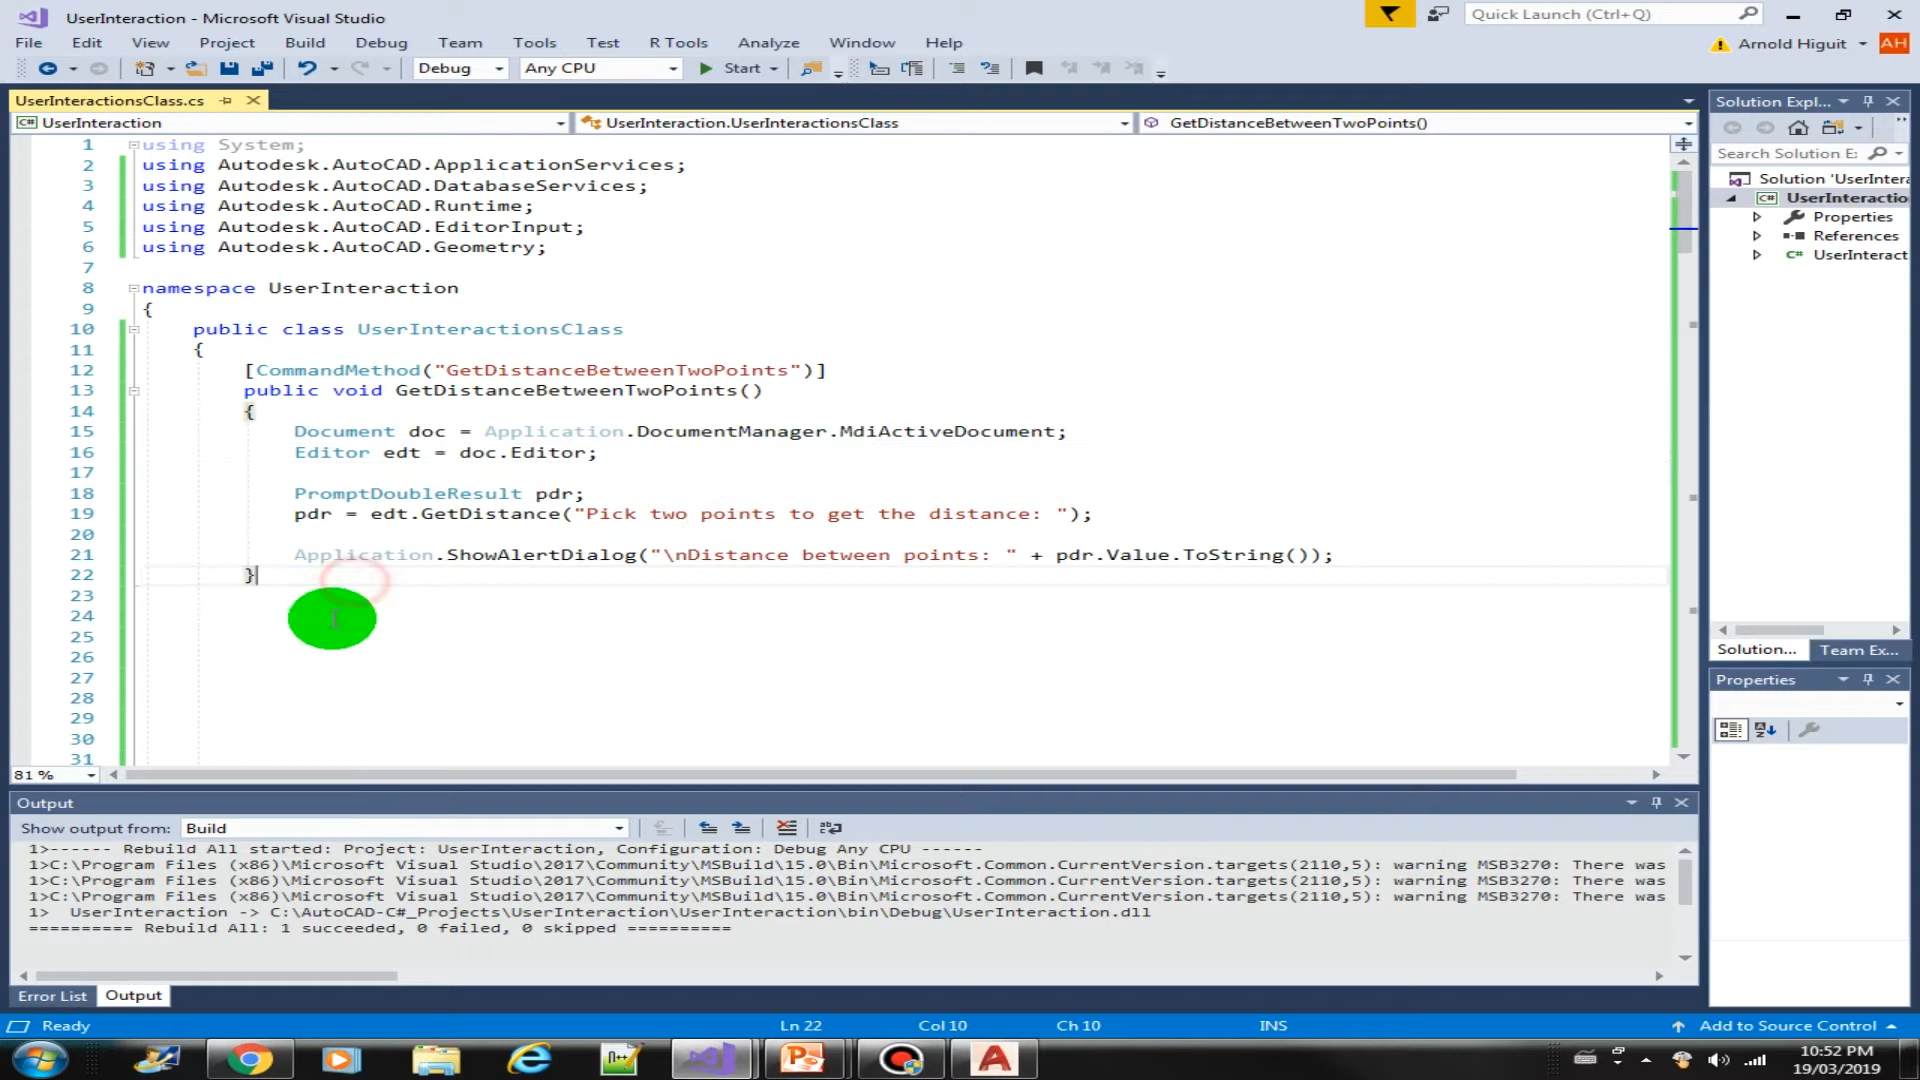 UserInteraction - Microsoft Visual Studio
Quick Launch (Ctrl+Q)
File Edit View Project Build Debug Team Tools Test R Tools Analyze Window Help
Arnold Higuit AH
Debug Any CPU Start
UserInteractionsClass.cs
UserInteraction UserInteraction.UserInteractionsClass GetDistanceBetweenTwoPoints()
1 using System;
2 using Autodesk.AutoCAD.ApplicationServices;
3 using Autodesk.AutoCAD.DatabaseServices;
4 using Autodesk.AutoCAD.Runtime;
5 using Autodesk.AutoCAD.EditorInput;
6 using Autodesk.AutoCAD.Geometry;
7
8 namespace UserInteraction
9 {
10 public class UserInteractionsClass
11 {
12 [CommandMethod("GetDistanceBetweenTwoPoints")]
13 public void GetDistanceBetweenTwoPoints()
14 {
15 Document doc = Application.DocumentManager.MdiActiveDocument;
16 Editor edt = doc.Editor;
17
18 PromptDoubleResult pdr;
19 pdr = edt.GetDistance("Pick two points to get the distance: ");
20
21 Application.ShowAlertDialog("\nDistance between points: " + pdr.Value.ToString());
22 }
23
24
25
26
27
28
29
30
31
81 %
Solution Expl...
Search Solution E:
Solution 'UserIntera
C# UserInteractio
Properties
References
C# UserInteract
Solution... Team Ex...
Properties
Output
Show output from: Build
1>------ Rebuild All started: Project: UserInteraction, Configuration: Debug Any CPU ------
1>C:\Program Files (x86)\Microsoft Visual Studio\2017\Community\MSBuild\15.0\Bin\Microsoft.Common.CurrentVersion.targets(2110,5): warning MSB3270: There was
1>C:\Program Files (x86)\Microsoft Visual Studio\2017\Community\MSBuild\15.0\Bin\Microsoft.Common.CurrentVersion.targets(2110,5): warning MSB3270: There was
1>C:\Program Files (x86)\Microsoft Visual Studio\2017\Community\MSBuild\15.0\Bin\Microsoft.Common.CurrentVersion.targets(2110,5): warning MSB3270: There was
1> UserInteraction -> C:\AutoCAD-C#_Projects\UserInteraction\UserInteraction\bin\Debug\UserInteraction.dll
========== Rebuild All: 1 succeeded, 0 failed, 0 skipped ==========
Error List Output
Ready Ln 22 Col 10 Ch 10 INS Add to Source Control
10:52 PM
19/03/2019